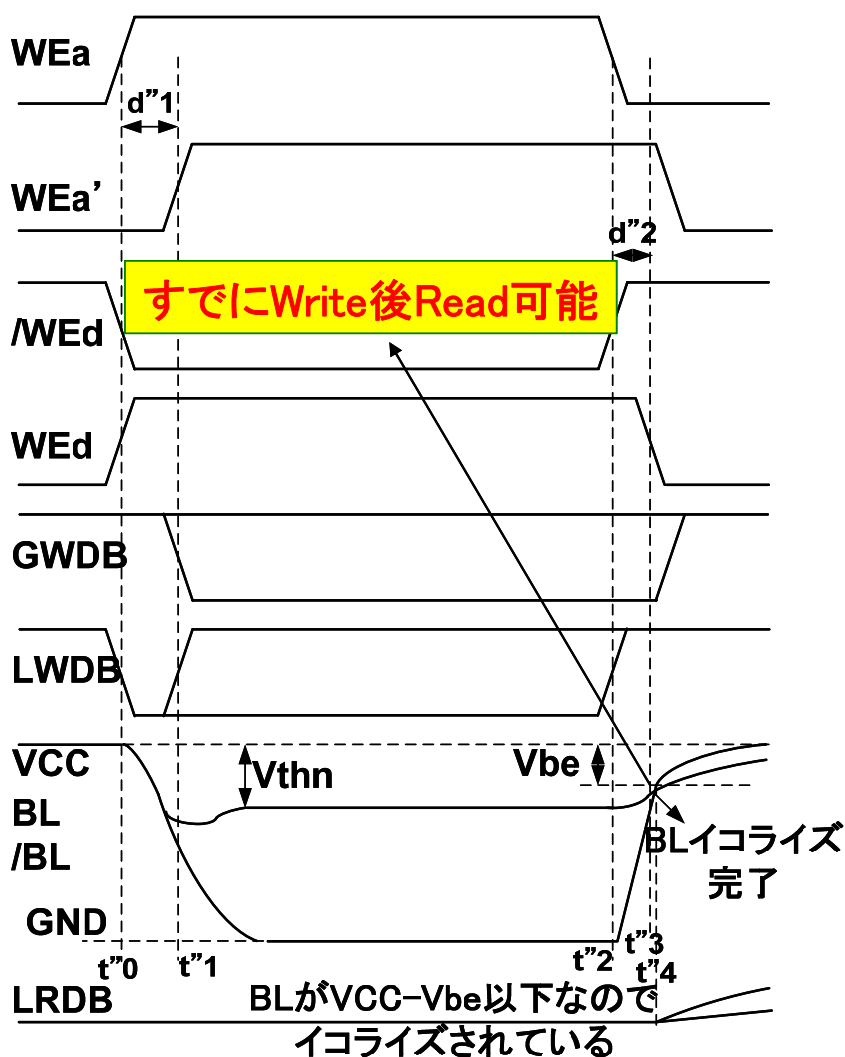 WEa
d”1
WEa’
d”2
すでにWrite後Read可能
/WEd
WEd
GWDB
LWDB
VCC
Vthn
Vbe
BL
/BL
BLイコライズ
完了
GND
t”0
t”1
t”2
t”3
t”4
LRDB
BLがVCC-Vbe以下なので
イコライズされている